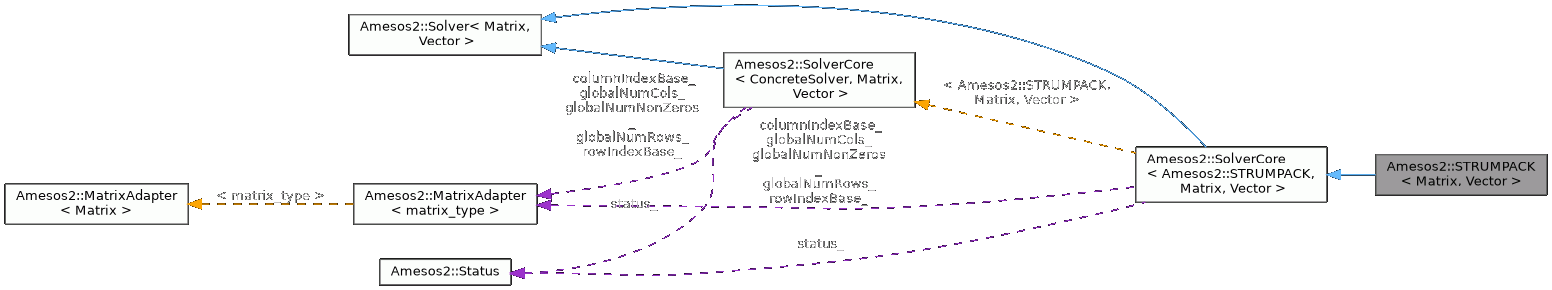 Amesos2::Solver< Matrix,
Vector >
Amesos2::SolverCore
< ConcreteSolver, Matrix,
Vector >
columnIndexBase_
globalNumCols_
globalNumNonZeros
_
globalNumRows_
rowIndexBase_
< Amesos2::STRUMPACK,
Matrix, Vector >
columnIndexBase_
globalNumCols_
globalNumNonZeros
_
globalNumRows_
rowIndexBase_
Amesos2::SolverCore
< Amesos2::STRUMPACK,
Matrix, Vector >
Amesos2::STRUMPACK
< Matrix, Vector >
Amesos2::MatrixAdapter
< Matrix >
< matrix_type >
Amesos2::MatrixAdapter
< matrix_type >
status_
status_
Amesos2::Status